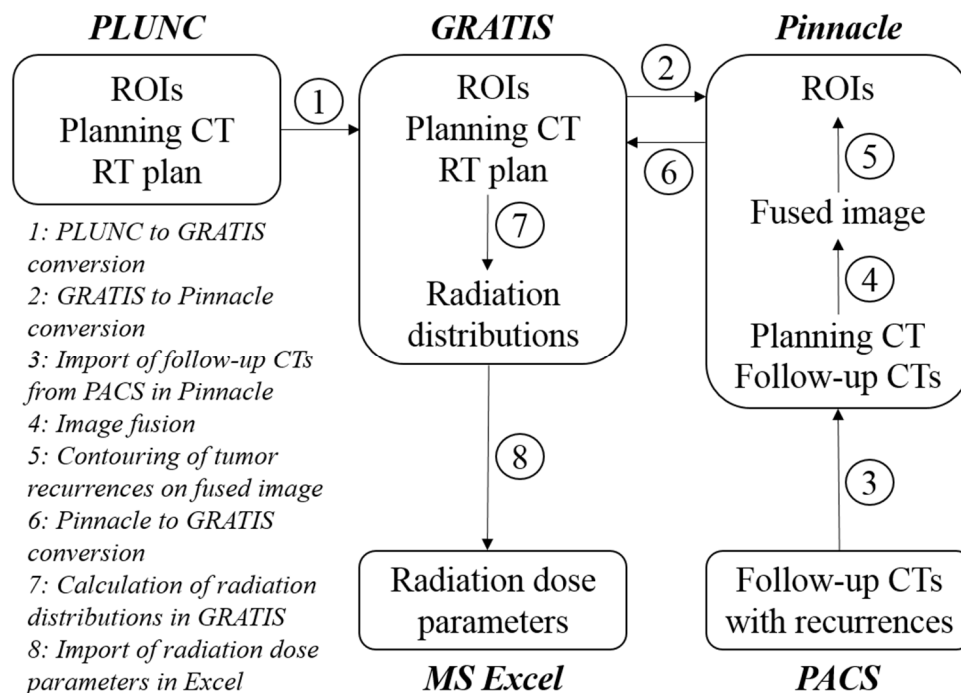 PLUNC
ROIs
Planning CT
RT plan
1
GRATIS
ROIs
Planning CT
RT plan
7
Radiation
distributions
2
6
Pinnacle
ROIs
5
Fused image
4
Planning CT
Follow-up CTs
1: PLUNC to GRATIS
conversion
2: GRATIS to Pinnacle
conversion
3: Import of follow-up CTs
from PACS in Pinnacle
4: Image fusion
5: Contouring of tumor
recurrences on fused image
6: Pinnacle to GRATIS
conversion
7: Calculation of radiation
distributions in GRATIS
8: Import of radiation dose
parameters in Excel
8
Radiation dose
parameters
MS Excel
3
Follow-up CTs
with recurrences
PACS